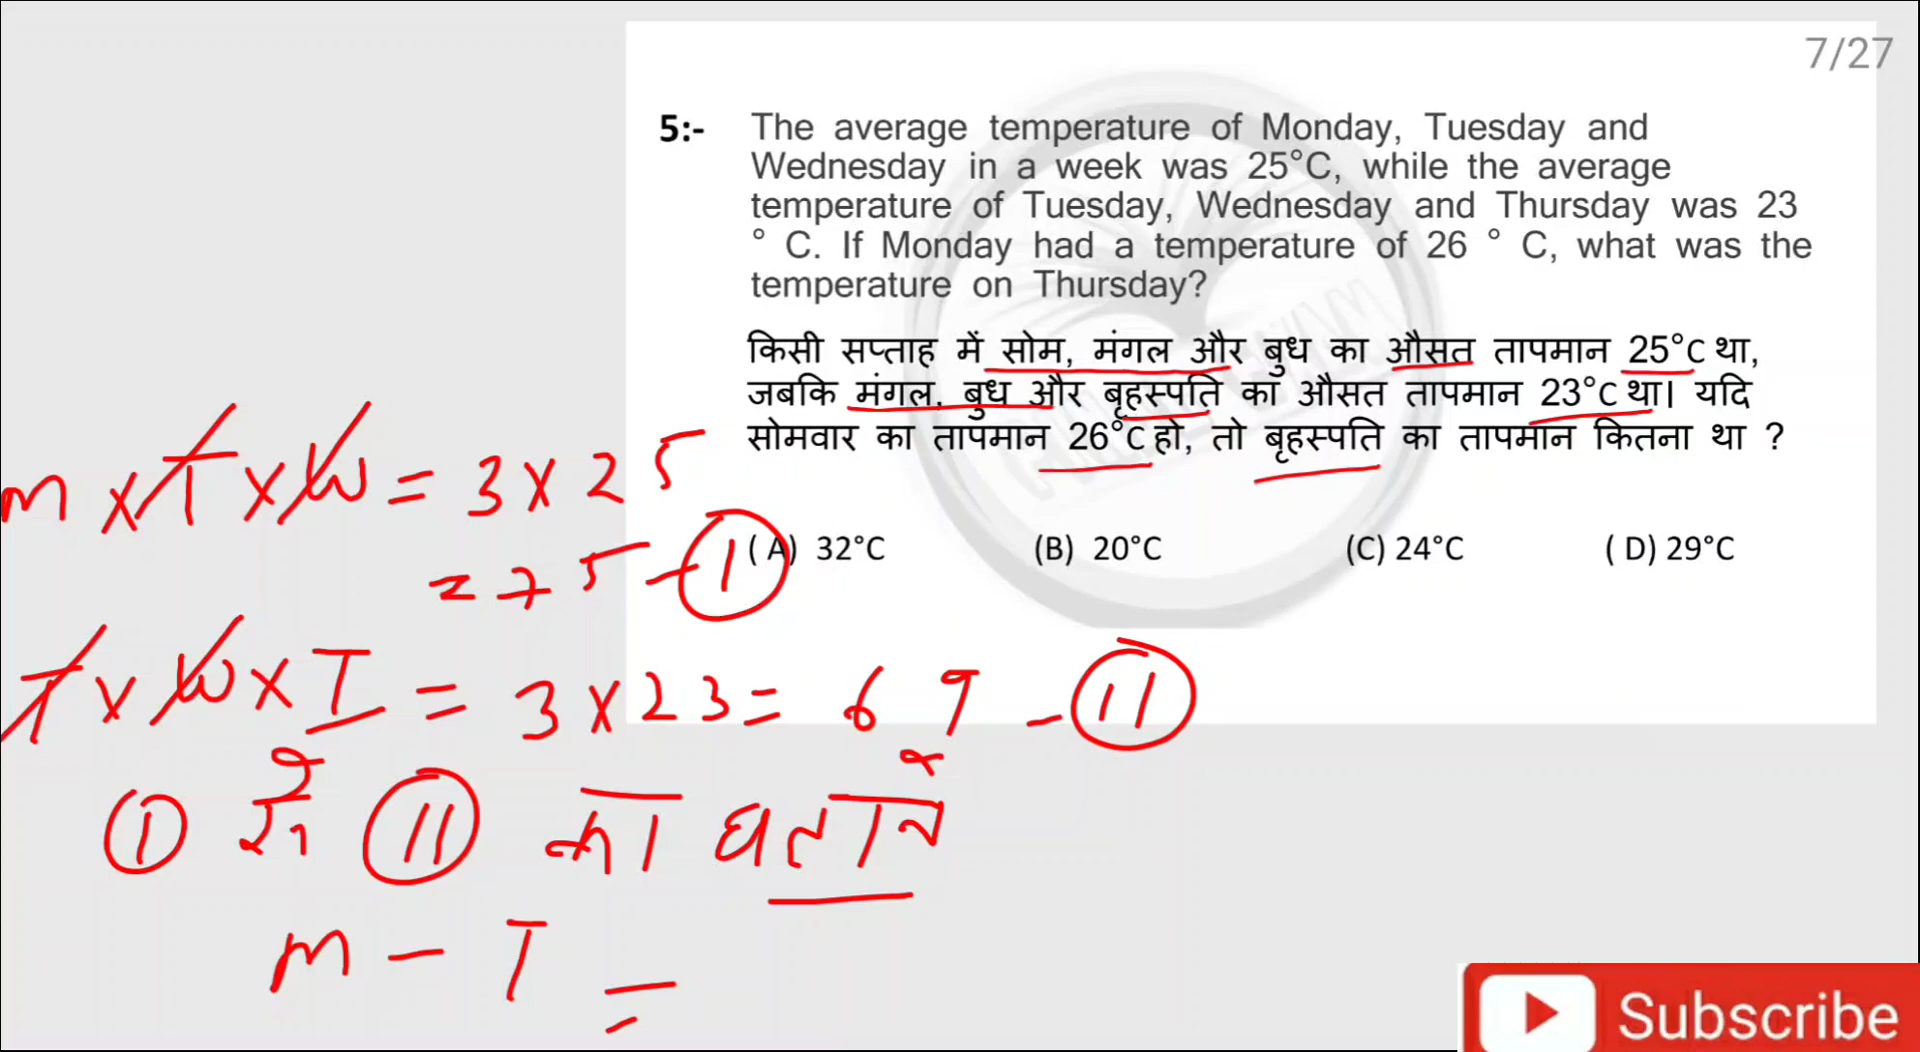 7/27
5:- The average temperature of Monday, Tuesday and
Wednesday in a week was 25°C, while the average
temperature of Tuesday, Wednesday and Thursday was 23
° C. If Monday had a temperature of 26 ° C, what was the
temperature on Thursday?
किसी सप्ताह में सोम, मंगल और बुध का औसत तापमान 25°C था,
जबकि मंगल, बुध और बृहस्पति का औसत तापमान 23°C था। यदि
सोमवार का तापमान 26°C हो, तो बृहस्पति का तापमान कितना था ?
( A) 32°C (B) 20°C (C) 24°C ( D) 29°C
m × T × W = 3 × 25
= 75 - I
T × W × T = 3 × 23 = 69 - II
I से II को घटाने पर
m - T =
Subscribe